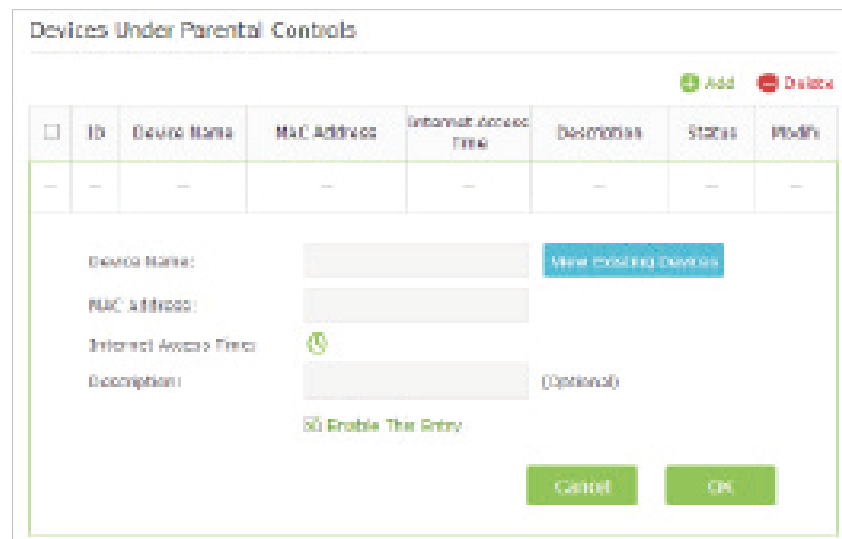 Devices Under Parental Controls
Add Delete
ID Device Name MAC Address Internet Access Time Description Status Modify
-- -- -- -- -- -- -- --
Device Name: View Existing Devices
MAC Address:
Internet Access Time:
Description: (Optional)
Enable This Entry
Cancel OK